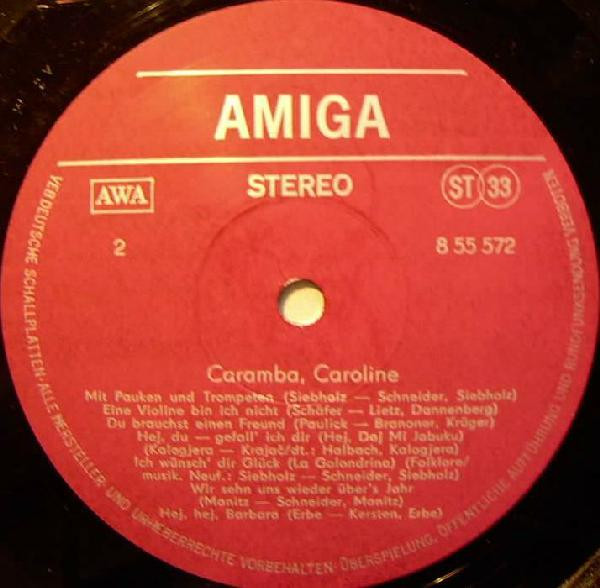 AMIGA
AWA
STEREO
ST 33
2
8 55 572
Caramba, Caroline
Mit Pauken und Trompeten (Siebholz — Schneider, Siebholz)
Eine Violine bin ich nicht (Schäfer — Lietz, Dannenberg)
Du brauchst einen Freund (Paulick — Branoner, Krüger)
Hej, du — gefall' ich dir (Hej, Daj Mi Jabuku)
(Kalogjera — Krajač/dt.: Halbach, Kalogjera)
Ich wünsch' dir Glück (La Golondrina) (Folklore/
musik. Neuf.: Siebholz — Schneider, Siebholz)
Wir sehn uns wieder über's Jahr
(Manitz — Schneider, Manitz)
Hej, hej, Barbara (Erbe — Kersten, Erbe)
VEB DEUTSCHE SCHALLPLATTEN · ALLE HERSTELLER- UND URHEBERRECHTE VORBEHALTEN · ÜBERSPIELUNG, ÖFFENTLICHE AUFFÜHRUNG UND RUNDFUNKSENDUNG VERBOTEN